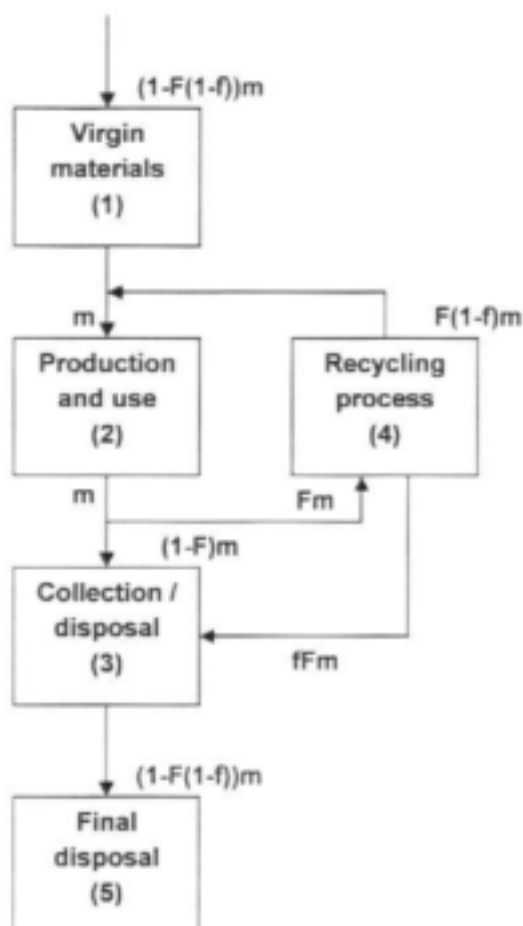 (1-F(1-f))m
Virgin
materials
(1)
m
F(1-f)m
Production
and use
(2)
Recycling
process
(4)
m
Fm
(1-F)m
Collection /
disposal
(3)
fFm
(1-F(1-f))m
Final
disposal
(5)